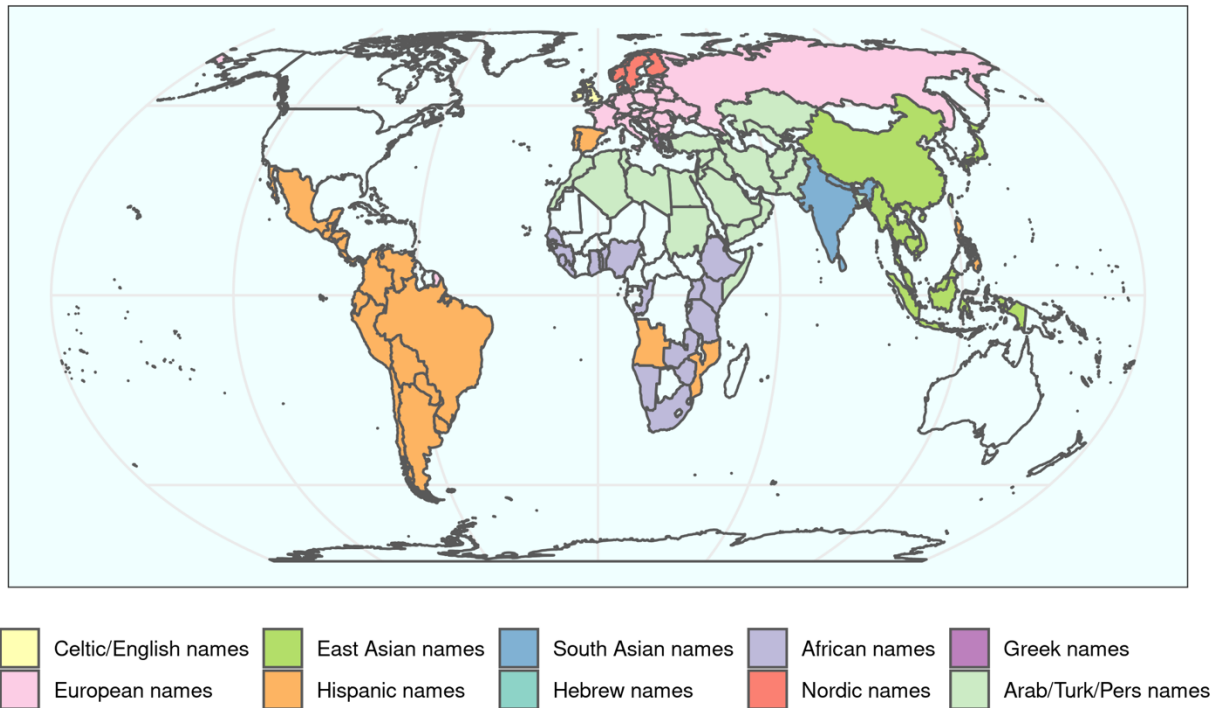 Celtic/English names East Asian names South Asian names African names Greek names
European names Hispanic names Hebrew names Nordic names Arab/Turk/Pers names